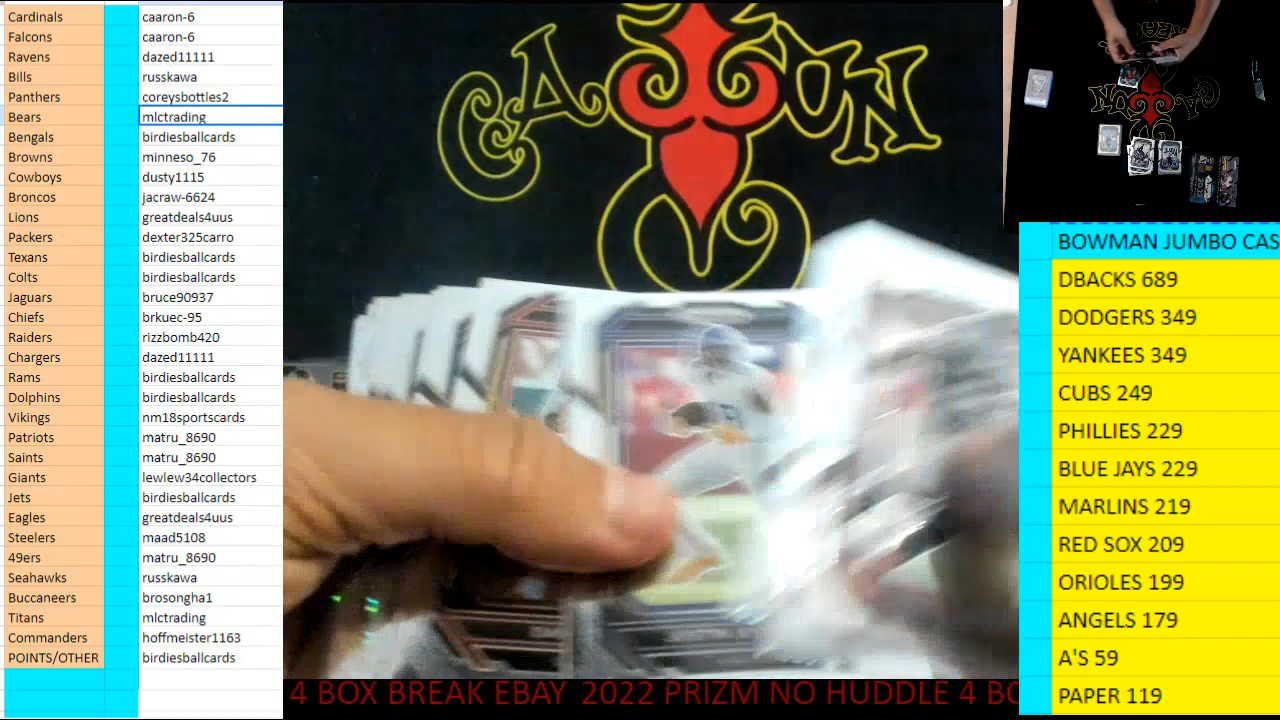 Cardinals caaron-6
Falcons caaron-6
Ravens dazed11111
Bills russkawa
Panthers coreysbottles2
Bears mlctrading
Bengals birdiesballcards
Browns minneso_76
Cowboys dusty1115
Broncos jacraw-6624
Lions greatdeals4uus
Packers dexter325carro
Texans birdiesballcards
Colts birdiesballcards
Jaguars bruce90937
Chiefs brkuec-95
Raiders rizzbomb420
Chargers dazed11111
Rams birdiesballcards
Dolphins birdiesballcards
Vikings nm18sportscards
Patriots matru_8690
Saints matru_8690
Giants lewlew34collectors
Jets birdiesballcards
Eagles greatdeals4uus
Steelers maad5108
49ers matru_8690
Seahawks russkawa
Buccaneers brosongha1
Titans mlctrading
Commanders hoffmeister1163
POINTS/OTHER birdiesballcards
4 BOX BREAK EBAY 2022 PRIZM NO HUDDLE 4 BO
BOWMAN JUMBO CAS
DBACKS 689
DODGERS 349
YANKEES 349
CUBS 249
PHILLIES 229
BLUE JAYS 229
MARLINS 219
RED SOX 209
ORIOLES 199
ANGELS 179
A'S 59
PAPER 119